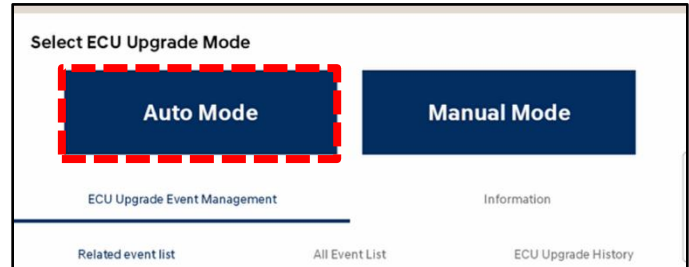 Select ECU Upgrade Mode
Auto Mode Manual Mode
ECU Upgrade Event Management Information
Related event list All Event List ECU Upgrade History